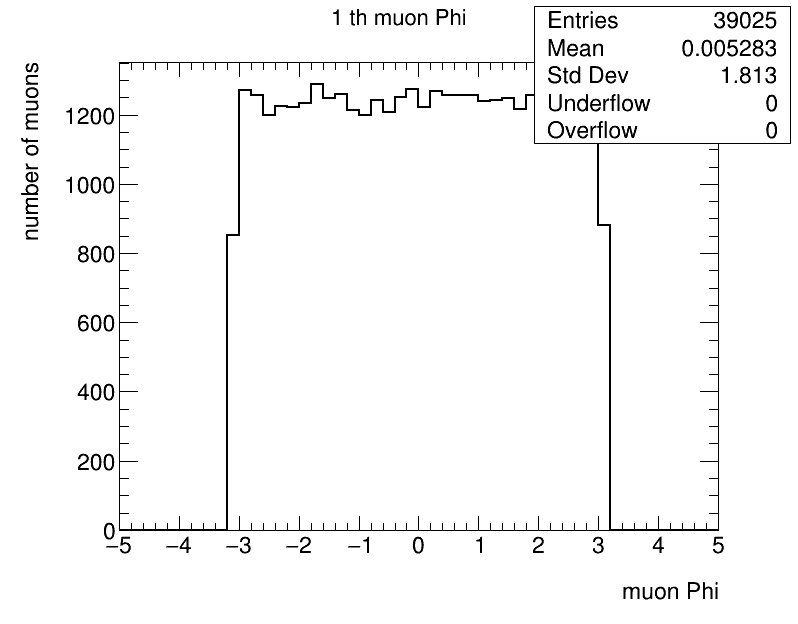 1 th muon Phi
Entries 39025
Mean 0.005283
Std Dev 1.813
Underflow 0
Overflow 0
number of muons
1200
1000
800
600
400
200
0
−5 −4 −3 −2 −1 0 1 2 3 4 5
muon Phi